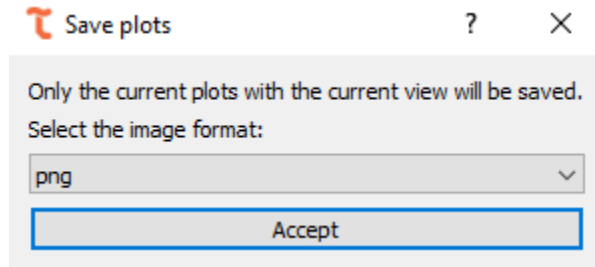 Save plots
?
Only the current plots with the current view will be saved.
Select the image format:
png
Accept